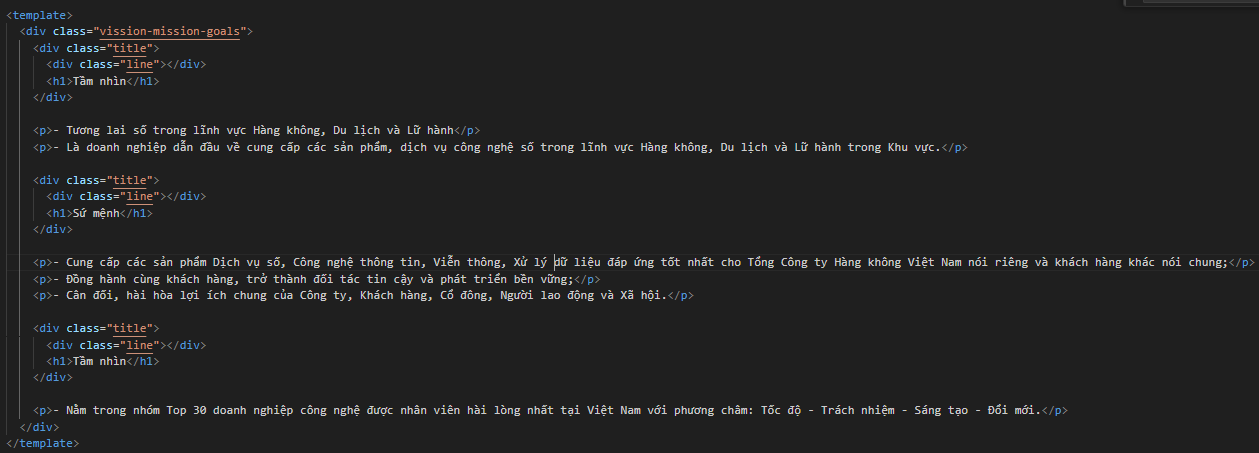 <template>
<div class="vission-mission-goals">
<div class="title">
<div class="line"></div>
<h1>Tầm nhìn</h1>
</div>
<p>- Tương lai số trong lĩnh vực Hàng không, Du lịch và Lữ hành</p>
<p>- Là doanh nghiệp dẫn đầu về cung cấp các sản phẩm, dịch vụ công nghệ số trong lĩnh vực Hàng không, Du lịch và Lữ hành trong Khu vực.</p>
<div class="title">
<div class="line"></div>
<h1>Sứ mệnh</h1>
</div>
<p>- Cung cấp các sản phẩm Dịch vụ số, Công nghệ thông tin, Viễn thông, Xử lý dữ liệu đáp ứng tốt nhất cho Tổng Công ty Hàng không Việt Nam nói riêng và khách hàng khác nói chung;</p>
<p>- Đồng hành cùng khách hàng, trở thành đối tác tin cậy và phát triển bền vững;</p>
<p>- Cân đối, hài hòa lợi ích chung của Công ty, Khách hàng, Cổ đông, Người lao động và Xã hội.</p>
<div class="title">
<div class="line"></div>
<h1>Tầm nhìn</h1>
</div>
<p>- Nằm trong nhóm Top 30 doanh nghiệp công nghệ được nhân viên hài lòng nhất tại Việt Nam với phương châm: Tốc độ - Trách nhiệm - Sáng tạo - Đổi mới.</p>
</div>
</template>